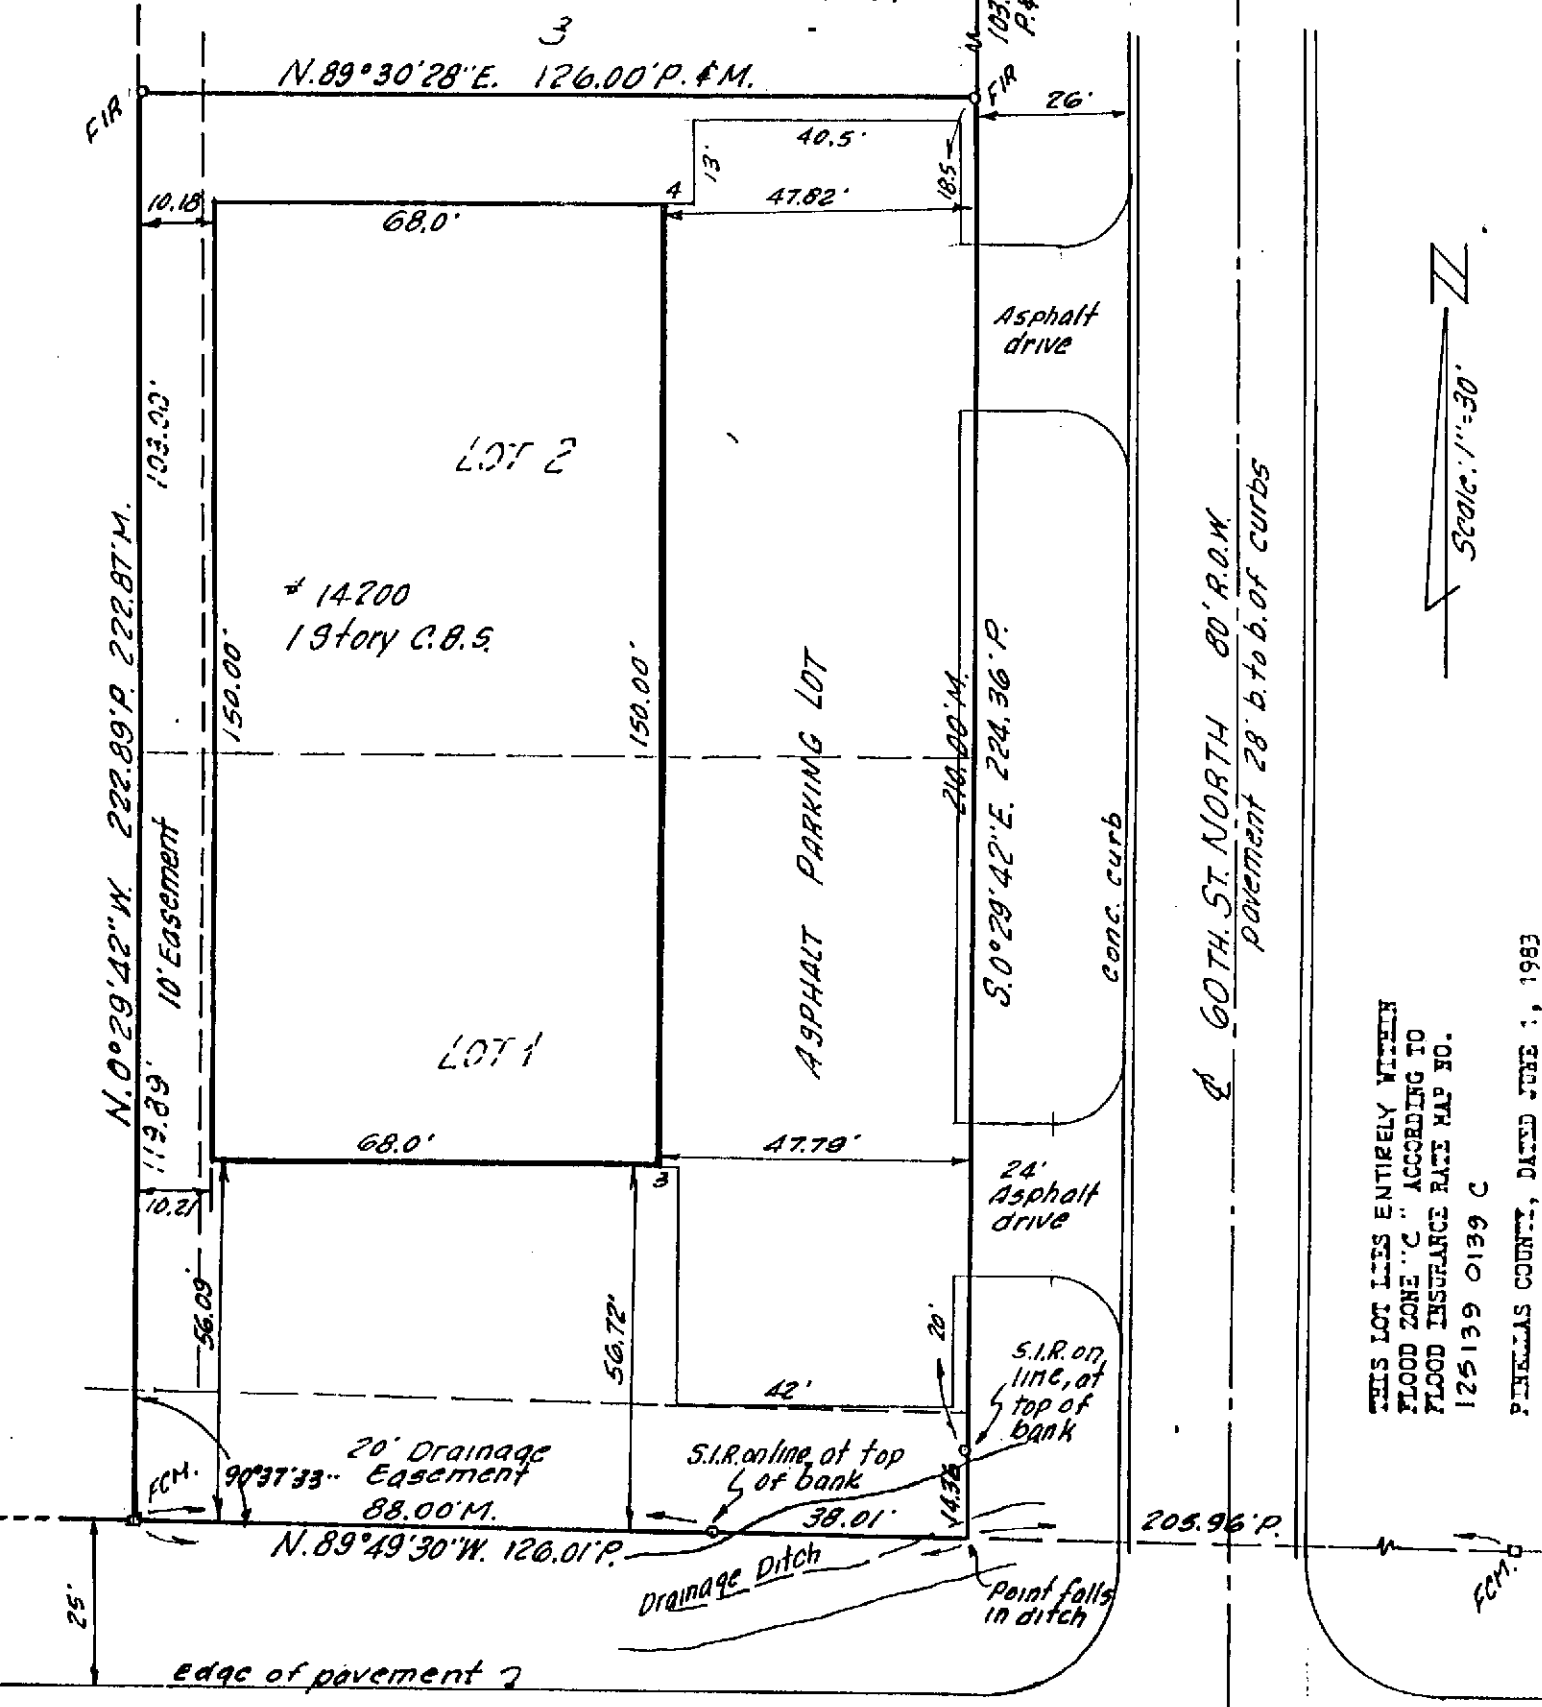 3
N.89°30'28"E. 126.00'P.&M.
103.
P.&
FIR
FIR
26'
40.5'
13'
18.5
4
47.82'
10.18
68.0'
Asphalt
drive
103.00'
LOT 2
N
Scale: 1"=30'
# 14200
1 Story C.B.S.
150.00'
150.00'
N.0°29'42"W. 222.89'P. 222.87'M.
10' Easement
ASPHALT PARKING LOT
210.00'M.
S.0°29'42"E. 224.36'P.
conc. curb
60TH. ST. NORTH 80' R.O.W.
pavement 28' b. to b. of curbs
LOT 1
119.89'
68.0'
47.79'
3
10.21
24'
Asphalt
drive
56.09'
56.72'
42'
20'
S.I.R. on
line, at
top of
bank
20' Drainage
Easement
S.I.R. on line at top
of bank
FCM.
90°37'33"
88.00'M.
38.01'
14.36
N.89°49'30"W. 126.01'P.
205.96'P.
Drainage Ditch
Point falls
in ditch
FCM.
25'
Edge of pavement
THIS LOT LIES ENTIRELY WITHIN
FLOOD ZONE "C" ACCORDING TO
FLOOD INSURANCE RATE MAP NO.
125139 0139 C
PINELLAS COUNTY, DATED JUNE 1, 1983